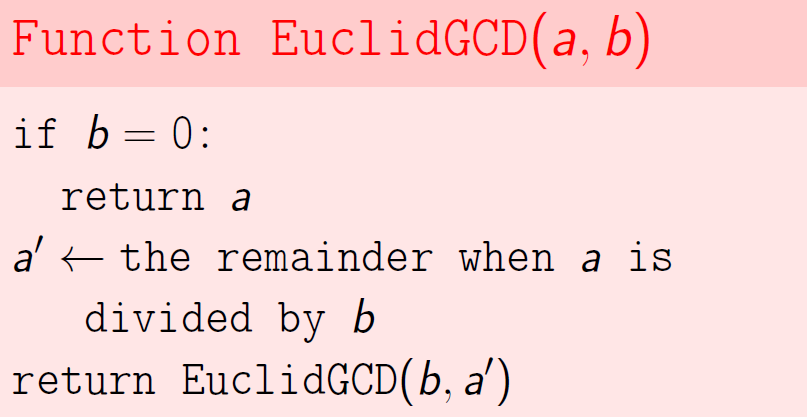 Function EuclidGCD(a, b)
if b = 0:
return a
a′ ← the remainder when a is
divided by b
return EuclidGCD(b, a′)